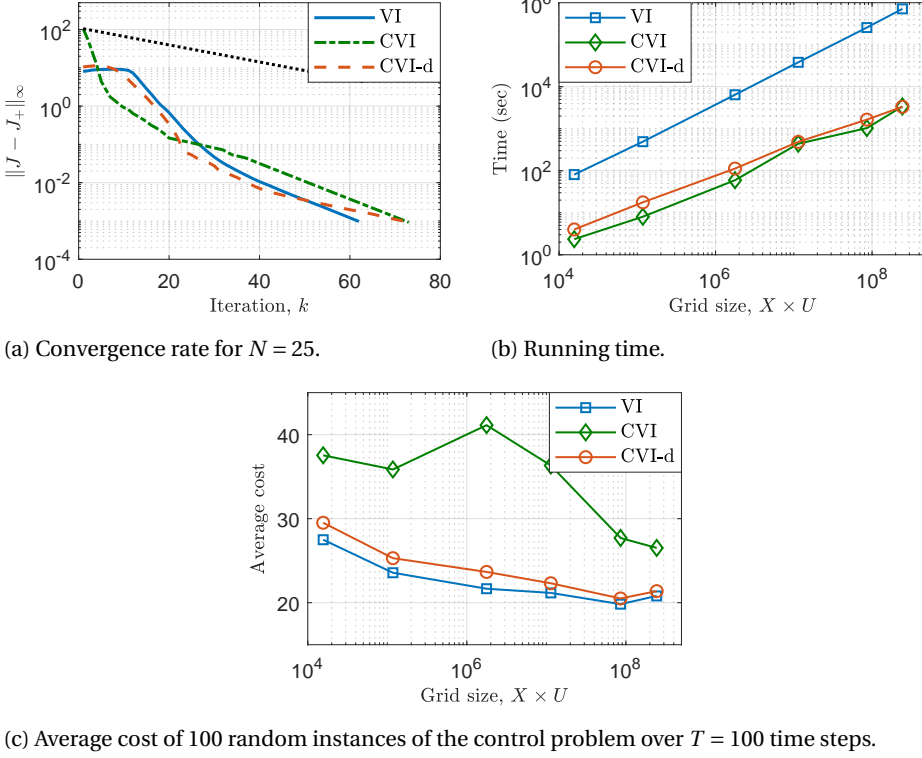 10^2
10^0
10^-2
10^-4
‖J − J₊‖∞
0 20 40 60 80
Iteration, k
VI
CVI
CVI-d
(a) Convergence rate for N = 25.
10^6
10^4
10^2
10^0
Time (sec)
10^4 10^6 10^8
Grid size, X × U
VI
CVI
CVI-d
(b) Running time.
40
30
20
Average cost
10^4 10^6 10^8
Grid size, X × U
VI
CVI
CVI-d
(c) Average cost of 100 random instances of the control problem over T = 100 time steps.